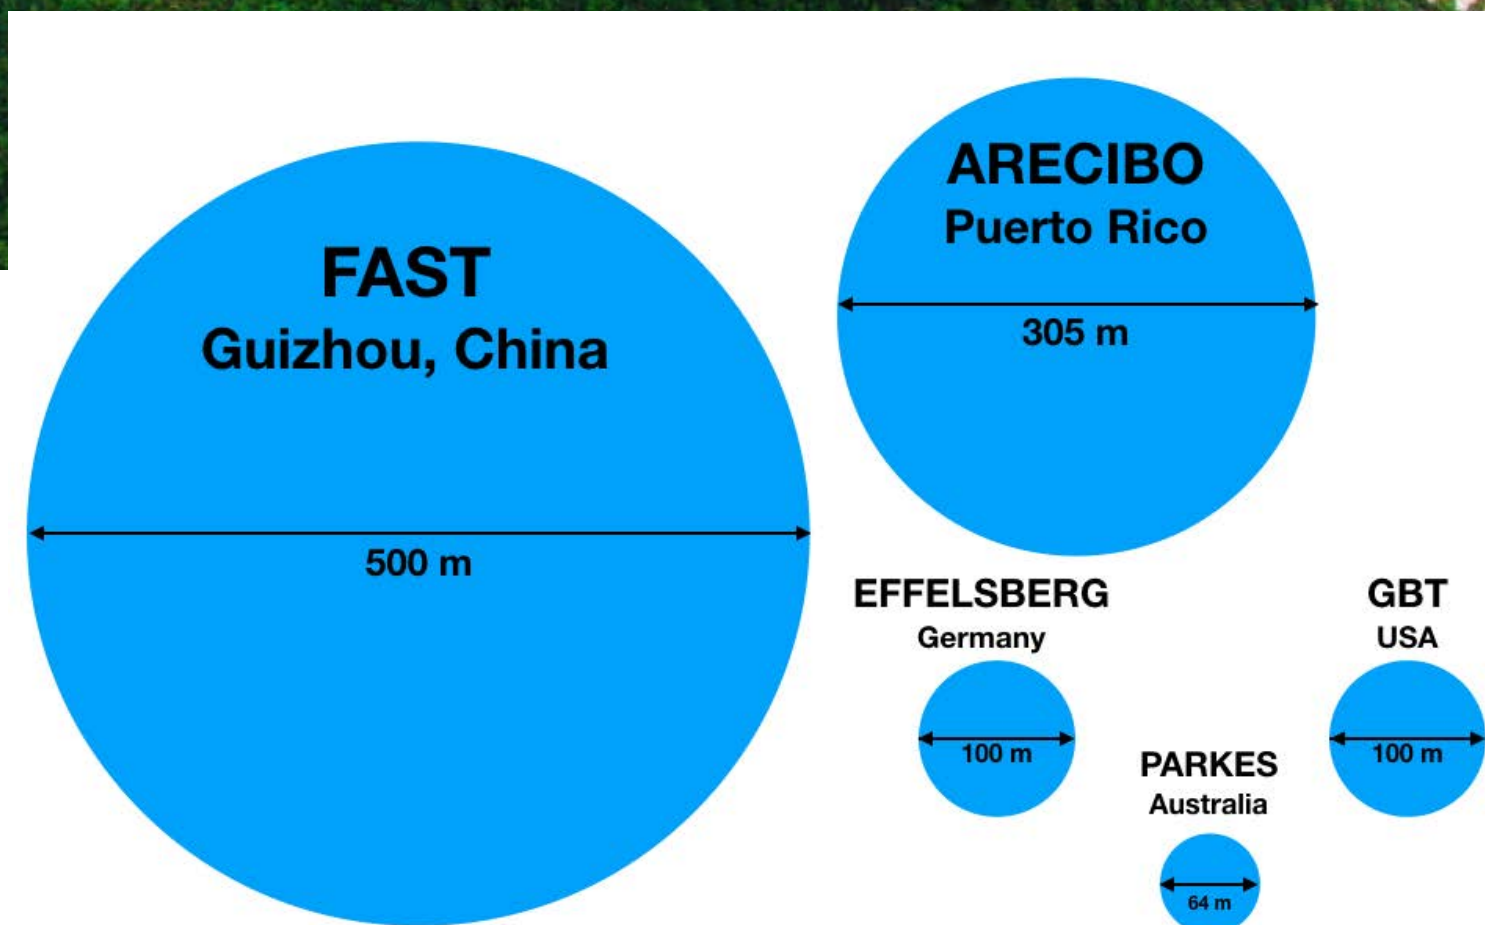 FAST
Guizhou, China
500 m
ARECIBO
Puerto Rico
305 m
EFFELSBERG
Germany
100 m
GBT
USA
100 m
PARKES
Australia
64 m